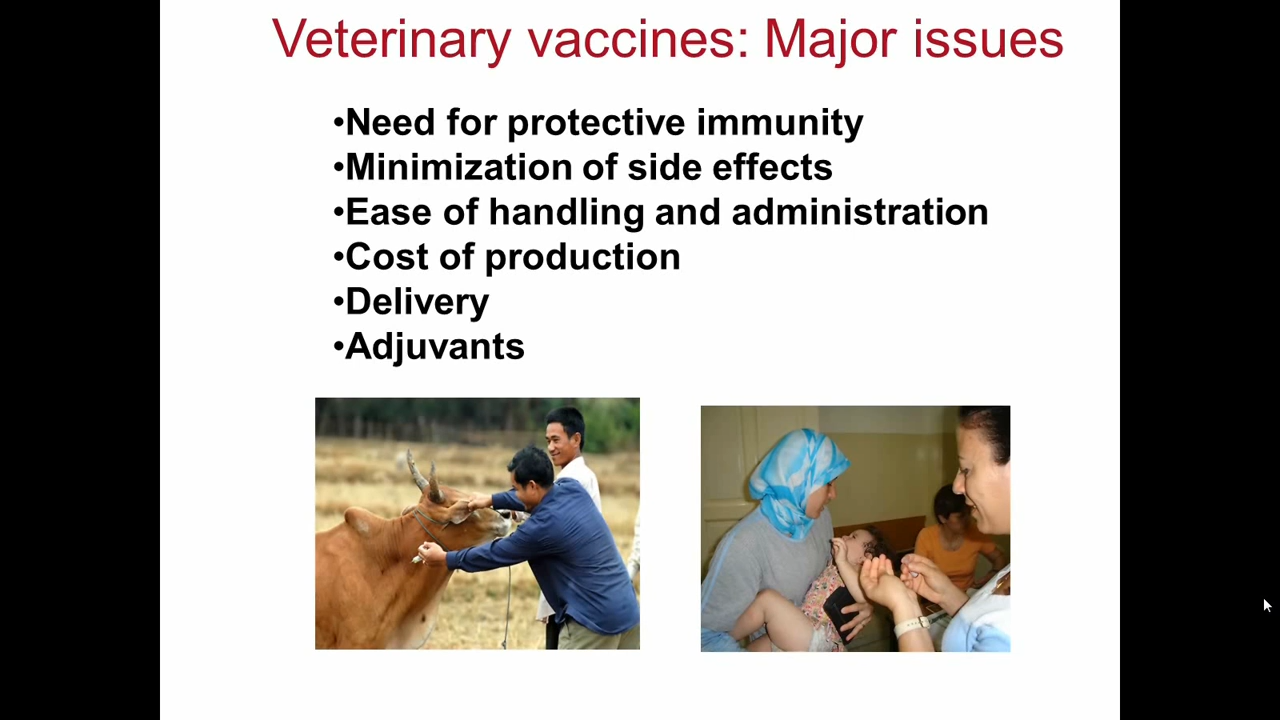 Veterinary vaccines: Major issues
•Need for protective immunity
•Minimization of side effects
•Ease of handling and administration
•Cost of production
•Delivery
•Adjuvants